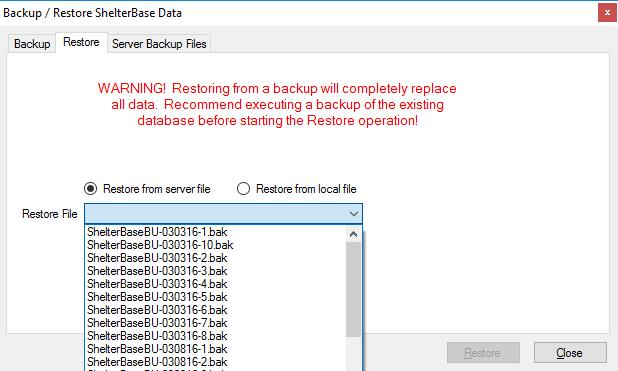 Backup / Restore ShelterBase Data
x
Backup Restore Server Backup Files
WARNING! Restoring from a backup will completely replace
all data. Recommend executing a backup of the existing
database before starting the Restore operation!
Restore from server file Restore from local file
Restore File
ShelterBaseBU-030316-1.bak
ShelterBaseBU-030316-10.bak
ShelterBaseBU-030316-2.bak
ShelterBaseBU-030316-3.bak
ShelterBaseBU-030316-4.bak
ShelterBaseBU-030316-5.bak
ShelterBaseBU-030316-6.bak
ShelterBaseBU-030316-7.bak
ShelterBaseBU-030316-8.bak
ShelterBaseBU-030816-1.bak
ShelterBaseBU-030816-2.bak
Restore Close